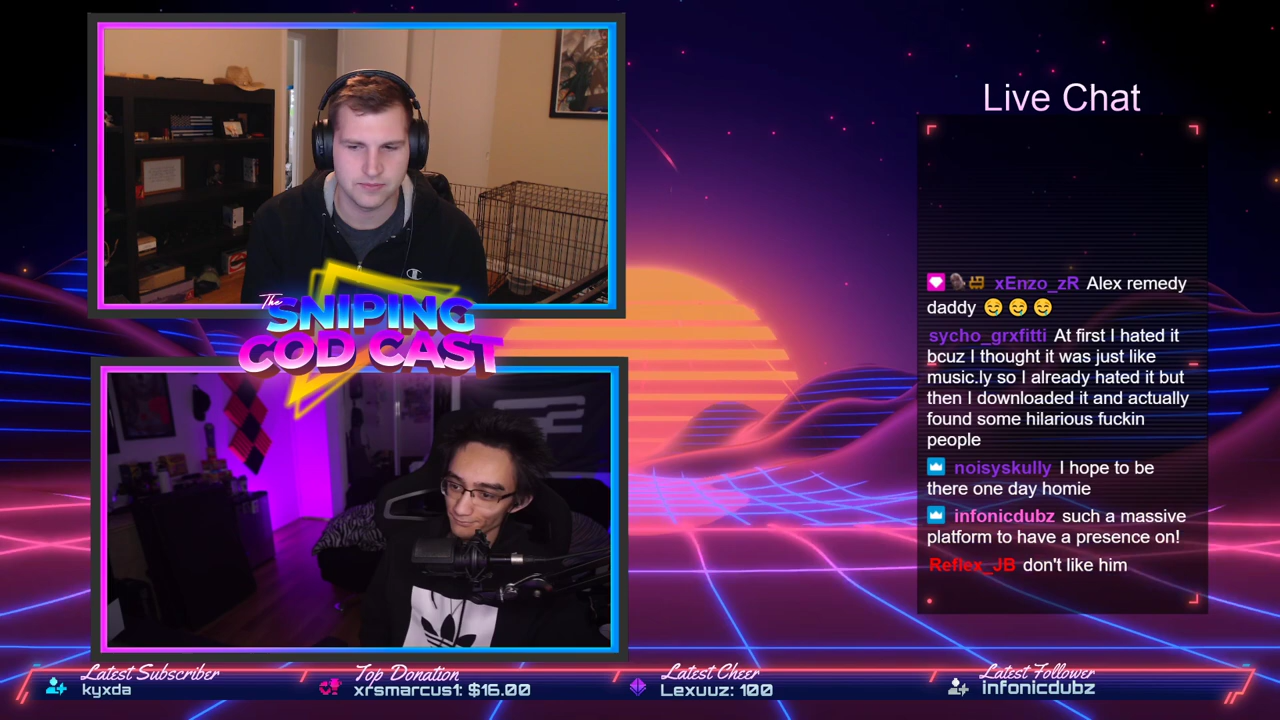 Live Chat
xEnzo_zR Alex remedy
daddy
sycho_grxfitti At first I hated it
bcuz I thought it was just like
music.ly so I already hated it but
then I downloaded it and actually
found some hilarious fuckin
people
noisyskully I hope to be
there one day homie
infonicdubz such a massive
platform to have a presence on!
Reflex_JB don't like him
The
SNIPING
COD CAST
Latest Subscriber
kyxda
Top Donation
xrsmarcus1: $16.00
Latest Cheer
Lexuuz: 100
Latest Follower
infonicdubz